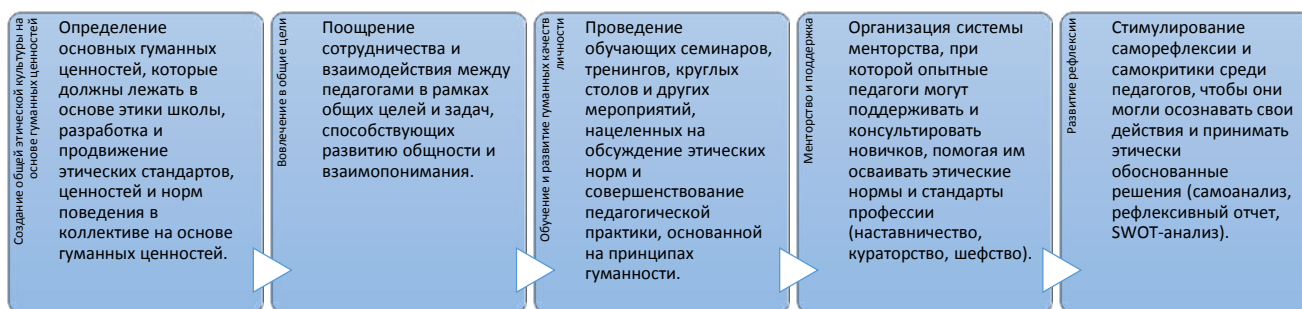 Создание общей этической культуры на
основе гуманных ценностей
Определение
основных гуманных
ценностей, которые
должны лежать в
основе этики школы,
разработка и
продвижение
этических стандартов,
ценностей и норм
поведения в
коллективе на основе
гуманных ценностей.
Вовлечение в общие цели
Поощрение
сотрудничества и
взаимодействия между
педагогами в рамках
общих целей и задач,
способствующих
развитию общности и
взаимопонимания.
Обучение и развитие гуманных качеств
личности
Проведение
обучающих семинаров,
тренингов, круглых
столов и других
мероприятий,
нацеленных на
обсуждение этических
норм и
совершенствование
педагогической
практики, основанной
на принципах
гуманности.
Менторство и поддержка
Организация системы
менторства, при
которой опытные
педагоги могут
поддерживать и
консультировать
новичков, помогая им
осваивать этические
нормы и стандарты
профессии
(наставничество,
кураторство, шефство).
Развитие рефлексии
Стимулирование
саморефлексии и
самокритики среди
педагогов, чтобы они
могли осознавать свои
действия и принимать
этически
обоснованные
решения (самоанализ,
рефлексивный отчет,
SWOT-анализ).